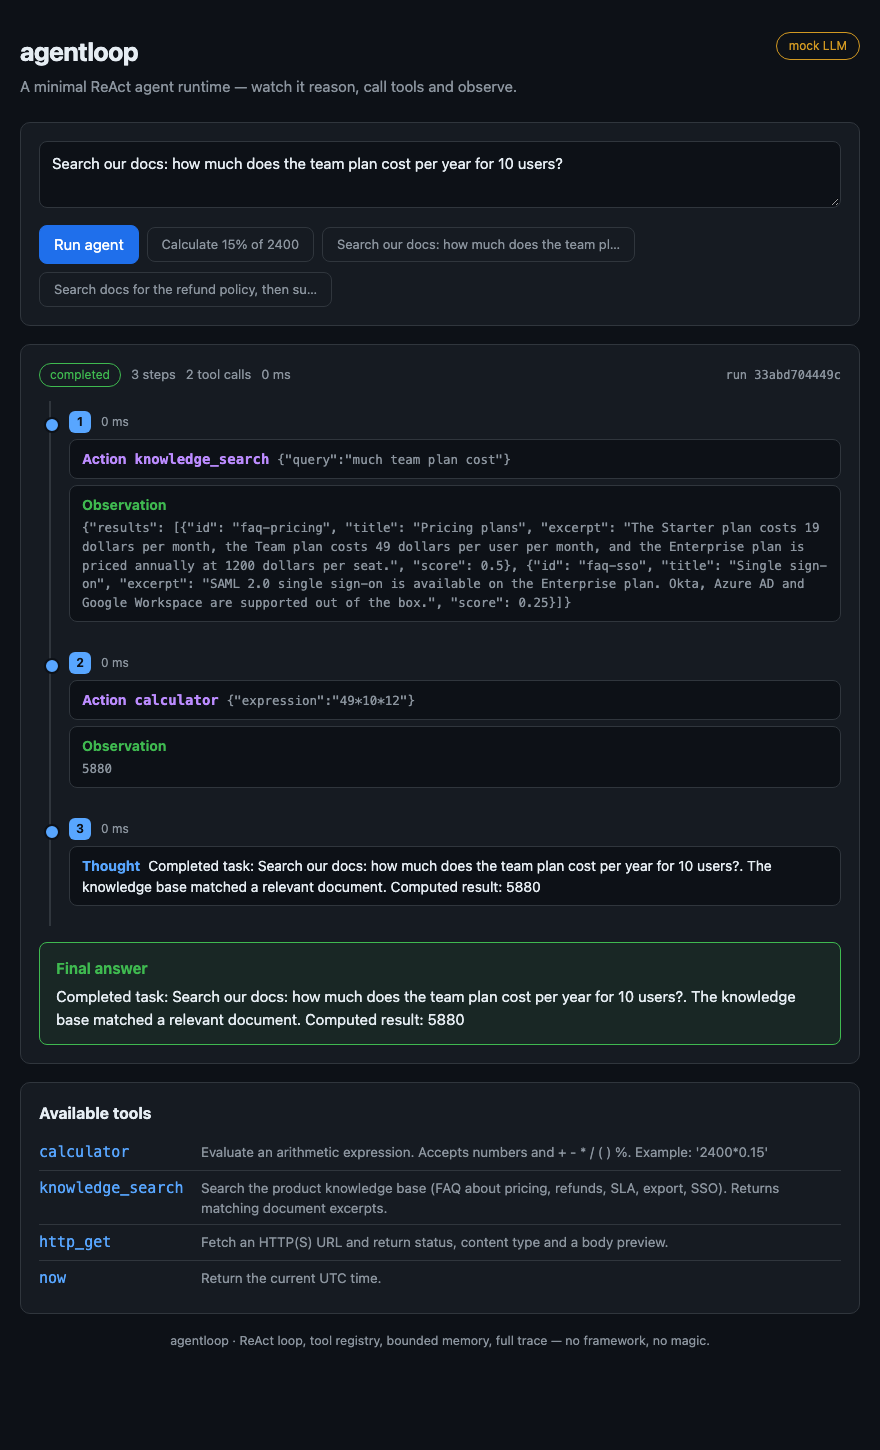 agentloop
mock LLM
A minimal ReAct agent runtime — watch it reason, call tools and observe.
Search our docs: how much does the team plan cost per year for 10 users?
Run agent
Calculate 15% of 2400
Search our docs: how much does the team pl...
Search docs for the refund policy, then su...
completed 3 steps 2 tool calls 0 ms
run 33abd704449c
1 0 ms
Action knowledge_search {"query":"much team plan cost"}
Observation
{"results": [{"id": "faq-pricing", "title": "Pricing plans", "excerpt": "The Starter plan costs 19
dollars per month, the Team plan costs 49 dollars per user per month, and the Enterprise plan is
priced annually at 1200 dollars per seat.", "score": 0.5}, {"id": "faq-sso", "title": "Single sign-
on", "excerpt": "SAML 2.0 single sign-on is available on the Enterprise plan. Okta, Azure AD and
Google Workspace are supported out of the box.", "score": 0.25}]}
2 0 ms
Action calculator {"expression":"49*10*12"}
Observation
5880
3 0 ms
Thought Completed task: Search our docs: how much does the team plan cost per year for 10 users?. The
knowledge base matched a relevant document. Computed result: 5880
Final answer
Completed task: Search our docs: how much does the team plan cost per year for 10 users?. The knowledge
base matched a relevant document. Computed result: 5880
Available tools
calculator Evaluate an arithmetic expression. Accepts numbers and + - * / ( ) %. Example: '2400*0.15'
knowledge_search Search the product knowledge base (FAQ about pricing, refunds, SLA, export, SSO). Returns
matching document excerpts.
http_get Fetch an HTTP(S) URL and return status, content type and a body preview.
now Return the current UTC time.
agentloop · ReAct loop, tool registry, bounded memory, full trace — no framework, no magic.